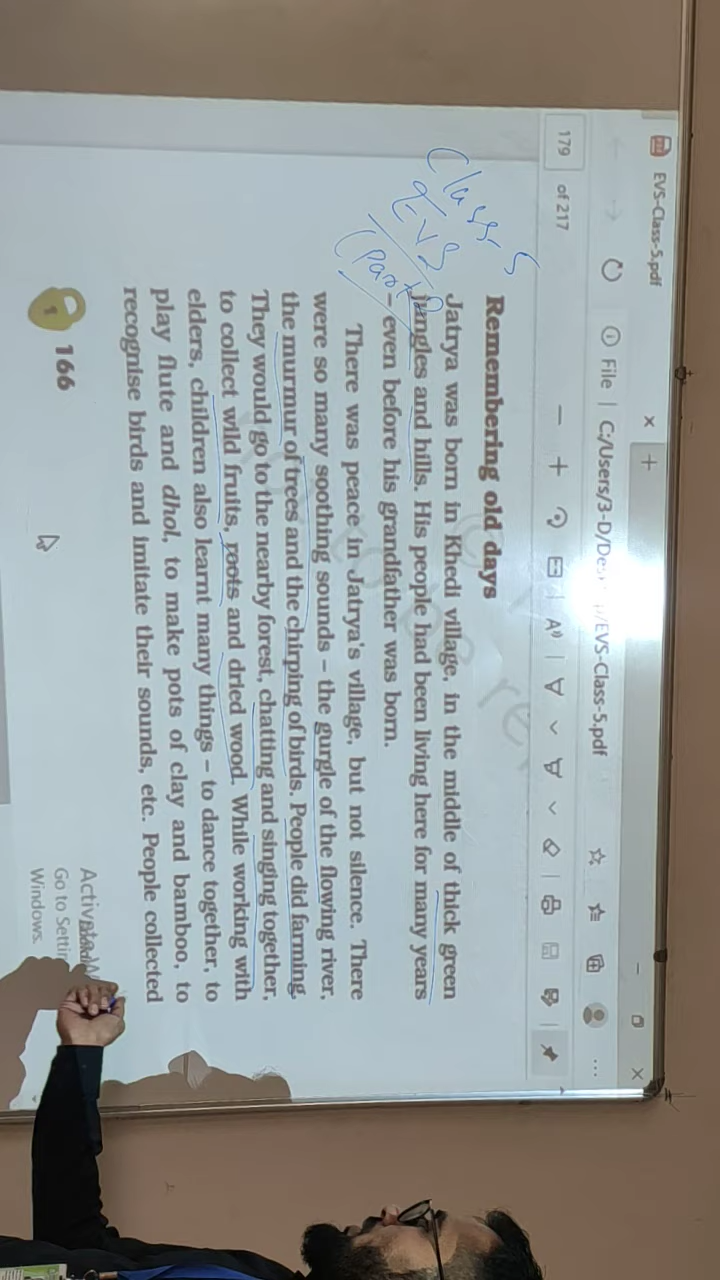 EVS-Class-5.pdf
File | C:/Users/3-D/Des /EVS-Class-5.pdf
179 of 217
Class-5
EVS
(Part
Remembering old days
Jatrya was born in Khedi village, in the middle of thick green
jungles and hills. His people had been living here for many years
– even before his grandfather was born.
There was peace in Jatrya's village, but not silence. There
were so many soothing sounds – the gurgle of the flowing river,
the murmur of trees and the chirping of birds. People did farming.
They would go to the nearby forest, chatting and singing together,
to collect wild fruits, roots and dried wood. While working with
elders, children also learnt many things – to dance together, to
play flute and dhol, to make pots of clay and bamboo, to
recognise birds and imitate their sounds, etc. People collected
1 166
Activate W
Go to Settin
Windows.